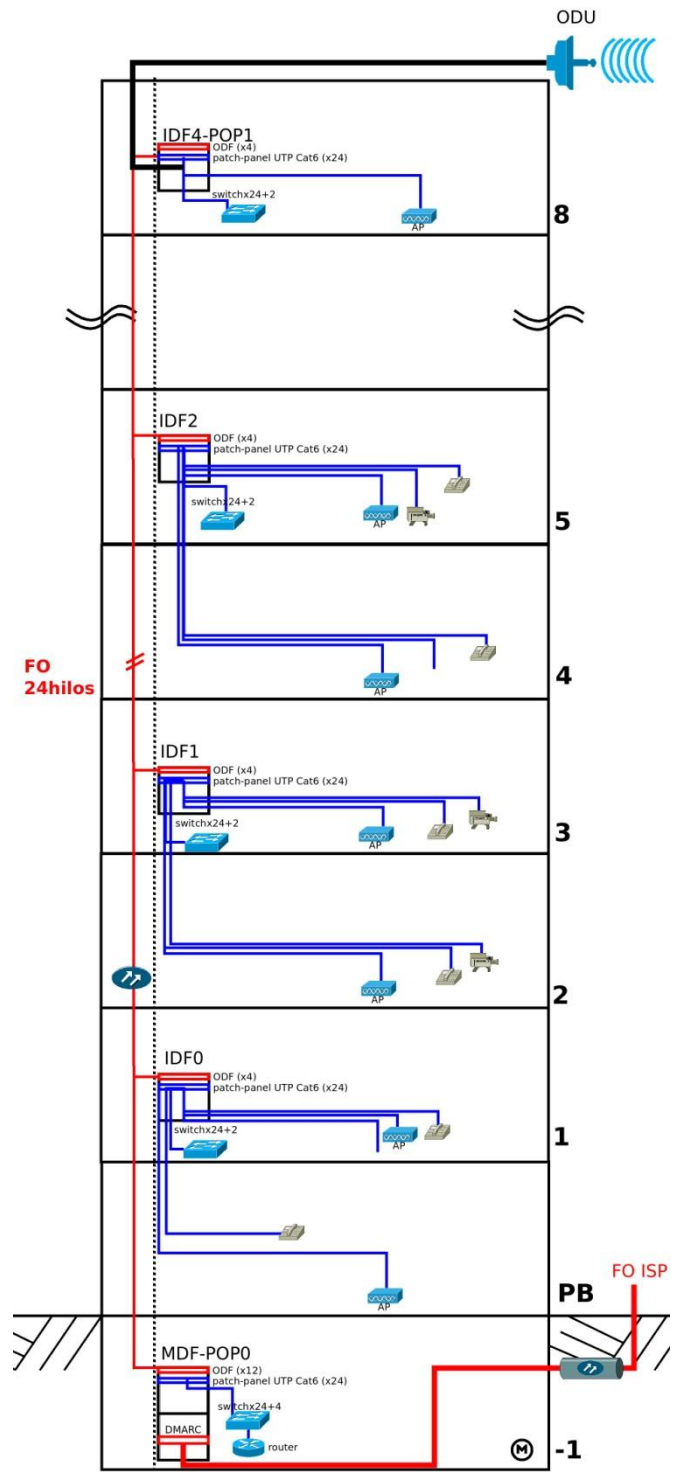 ODU
IDF4-POP1
ODF (x4)
patch-panel UTP Cat6 (x24)
switchx24+2
AP
8
IDF2
ODF (x4)
patch-panel UTP Cat6 (x24)
switchx24+2
AP
5
FO
24hilos
AP
4
IDF1
ODF (x4)
patch-panel UTP Cat6 (x24)
switchx24+2
AP
3
AP
2
IDF0
ODF (x4)
patch-panel UTP Cat6 (x24)
switchx24+2
AP
1
AP
PB
FO ISP
MDF-POP0
ODF (x12)
patch-panel UTP Cat6 (x24)
switchx24+4
DMARC
router
M
-1